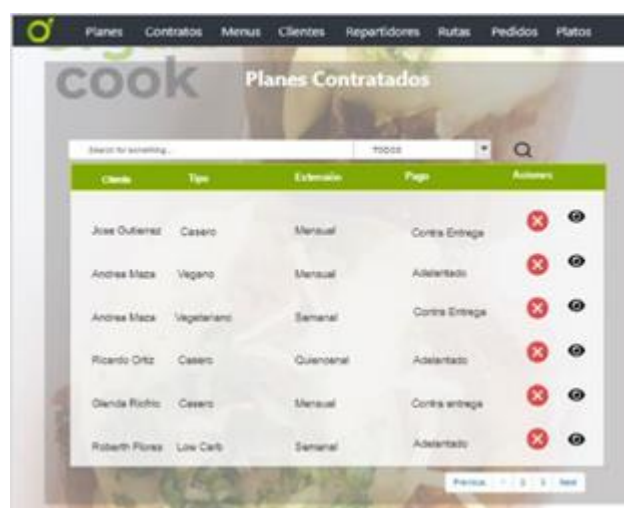 Planes Contratos Menus Clientes Repartidores Rutas Pedidos Platos
cook
Planes Contratados
Search for something... TODOS
Cliente Tipo Extensión Pago Acciones
Jose Gutierrez Casero Mensual Contra Entrega
Andrea Maza Vegano Mensual Adelantado
Andrea Maza Vegetariano Semanal Contra Entrega
Ricardo Ortiz Casero Quincenal Adelantado
Glenda Riofrio Casero Mensual Contra entrega
Roberth Flores Low Carb Semanal Adelantado
Previous 2 3 Next